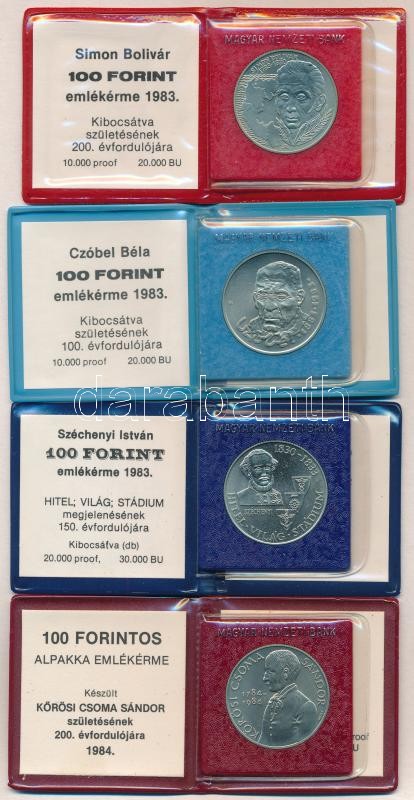 Simon Bolivár
100 FORINT
emlékérme 1983.
Kibocsátva
születésének
200. évfordulójára
10.000 proof 20.000 BU
MAGYAR NEMZETI BANK
Czóbel Béla
100 FORINT
emlékérme 1983.
Kibocsátva
születésének
100. évfordulójára
10.000 proof 20.000 BU
MAGYAR NEMZETI BANK
darabanth
Széchenyi István
100 FORINT
emlékérme 1983.
HITEL; VILÁG; STÁDIUM
megjelenésének
150. évfordulójára
Kibocsátva (db)
20.000 proof, 30.000 BU
MAGYAR NEMZETI BANK
1830-1833
SZÉCHENYI
HITEL·VILÁG·STÁDIUM
100 FORINTOS
ALPAKKA EMLÉKÉRME
Készült
KŐRÖSI CSOMA SÁNDOR
születésének
200. évfordulójára
1984.
MAGYAR NEMZETI BANK
KŐRÖSI CSOMA SÁNDOR
1784-
1984
proof
BU